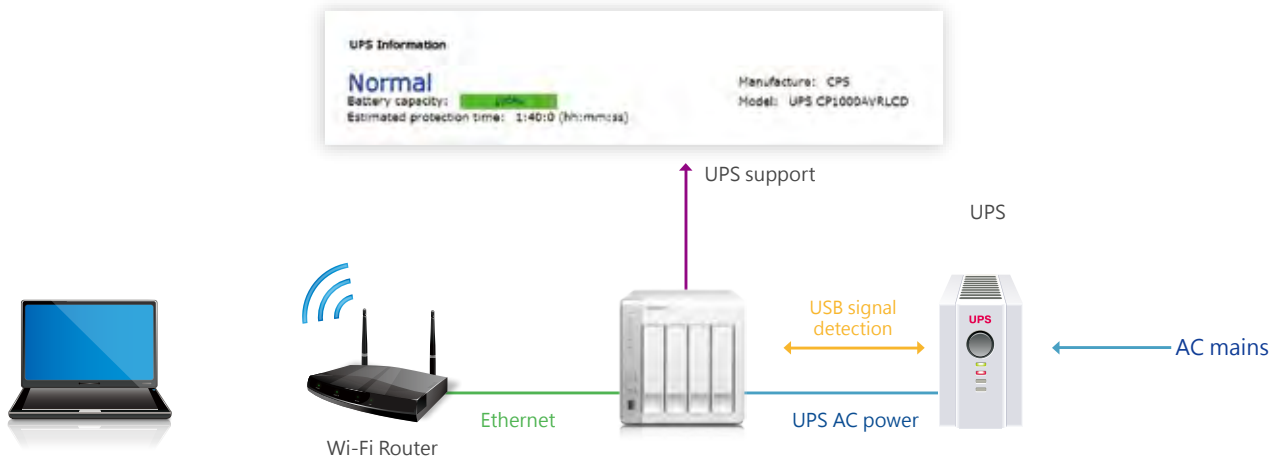 UPS Information
Normal
Battery capacity:
Estimated protection time: 1:40:0 (hh:mm:ss)
Manufacture: CPS
Model: UPS CP1000AVRLCD
UPS support
UPS
USB signal
detection
UPS
AC mains
Ethernet
UPS AC power
Wi-Fi Router